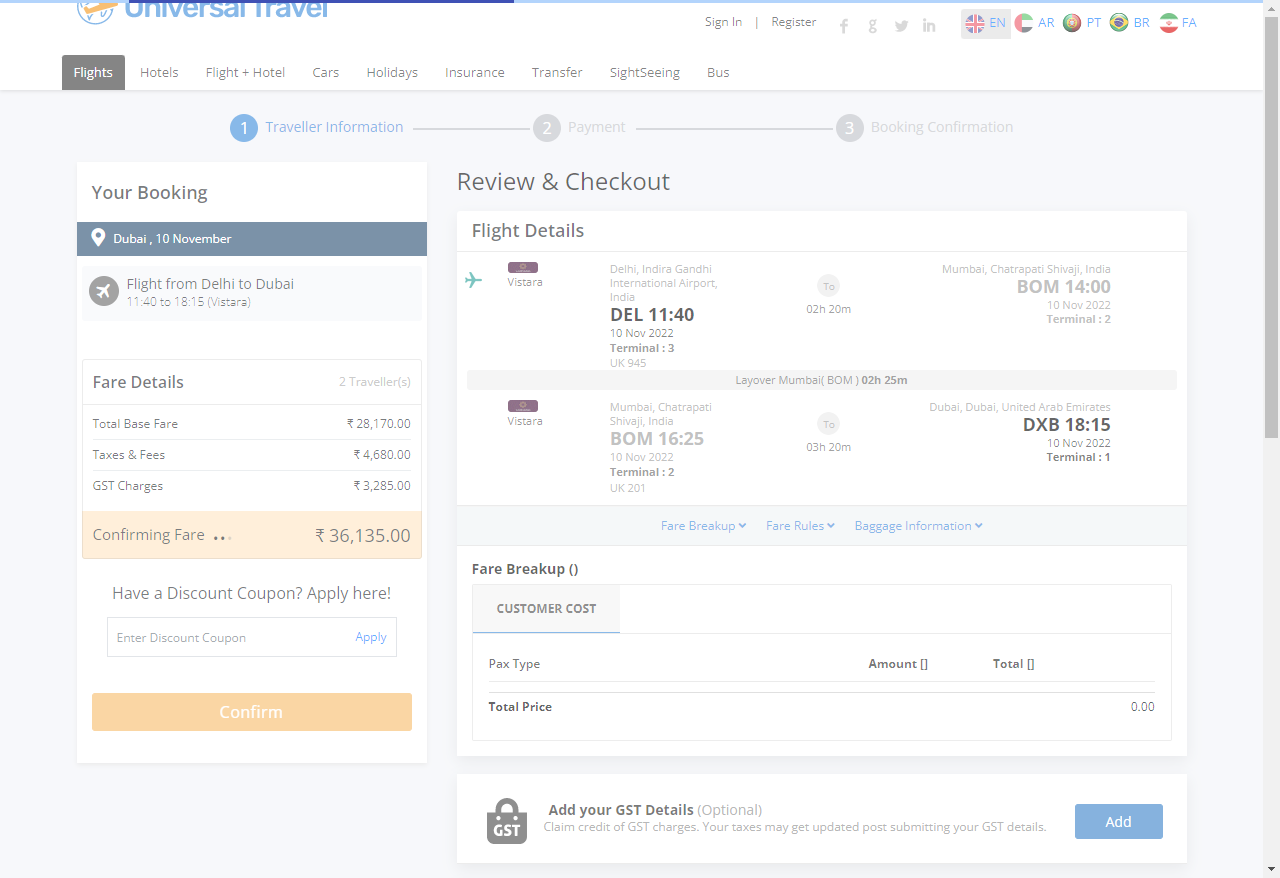 Universal Travel
Sign In | Register
EN AR PT BR FA
Flights Hotels Flight + Hotel Cars Holidays Insurance Transfer SightSeeing Bus
1 Traveller Information 2 Payment 3 Booking Confirmation
Your Booking
Dubai , 10 November
Flight from Delhi to Dubai
11:40 to 18:15 (Vistara)
Fare Details 2 Traveller(s)
Total Base Fare ₹ 28,170.00
Taxes & Fees ₹ 4,680.00
GST Charges ₹ 3,285.00
Confirming Fare ... ₹ 36,135.00
Have a Discount Coupon? Apply here!
Enter Discount Coupon Apply
Confirm
Review & Checkout
Flight Details
Vistara
Delhi, Indira Gandhi
International Airport,
India
DEL 11:40
10 Nov 2022
Terminal : 3
UK 945
To
02h 20m
Mumbai, Chatrapati Shivaji, India
BOM 14:00
10 Nov 2022
Terminal : 2
Layover Mumbai( BOM ) 02h 25m
Vistara
Mumbai, Chatrapati
Shivaji, India
BOM 16:25
10 Nov 2022
Terminal : 2
UK 201
To
03h 20m
Dubai, Dubai, United Arab Emirates
DXB 18:15
10 Nov 2022
Terminal : 1
Fare Breakup Fare Rules Baggage Information
Fare Breakup ()
CUSTOMER COST
Pax Type Amount [] Total []
Total Price 0.00
GST
Add your GST Details (Optional)
Claim credit of GST charges. Your taxes may get updated post submitting your GST details.
Add